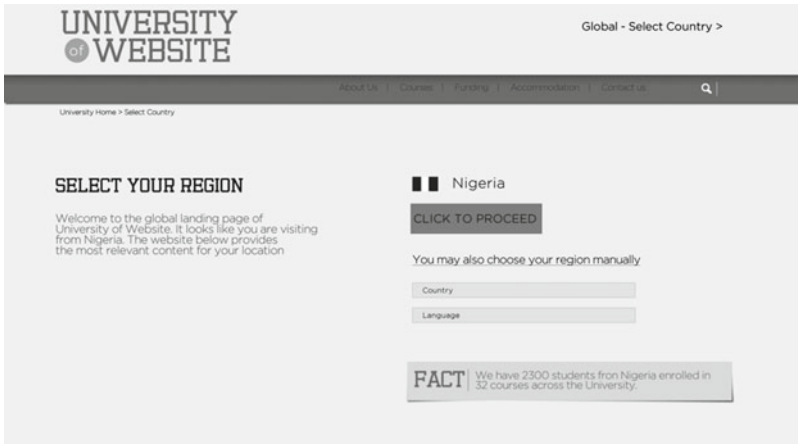 UNIVERSITY
of WEBSITE
Global - Select Country >
About Us | Courses | Funding | Accommodation | Contact us
University Home > Select Country
SELECT YOUR REGION
Welcome to the global landing page of
University of Website. It looks like you are visiting
from Nigeria. The website below provides
the most relevant content for your location
Nigeria
CLICK TO PROCEED
You may also choose your region manually
Country
Language
FACT
We have 2300 students fron Nigeria enrolled in
32 courses across the University.